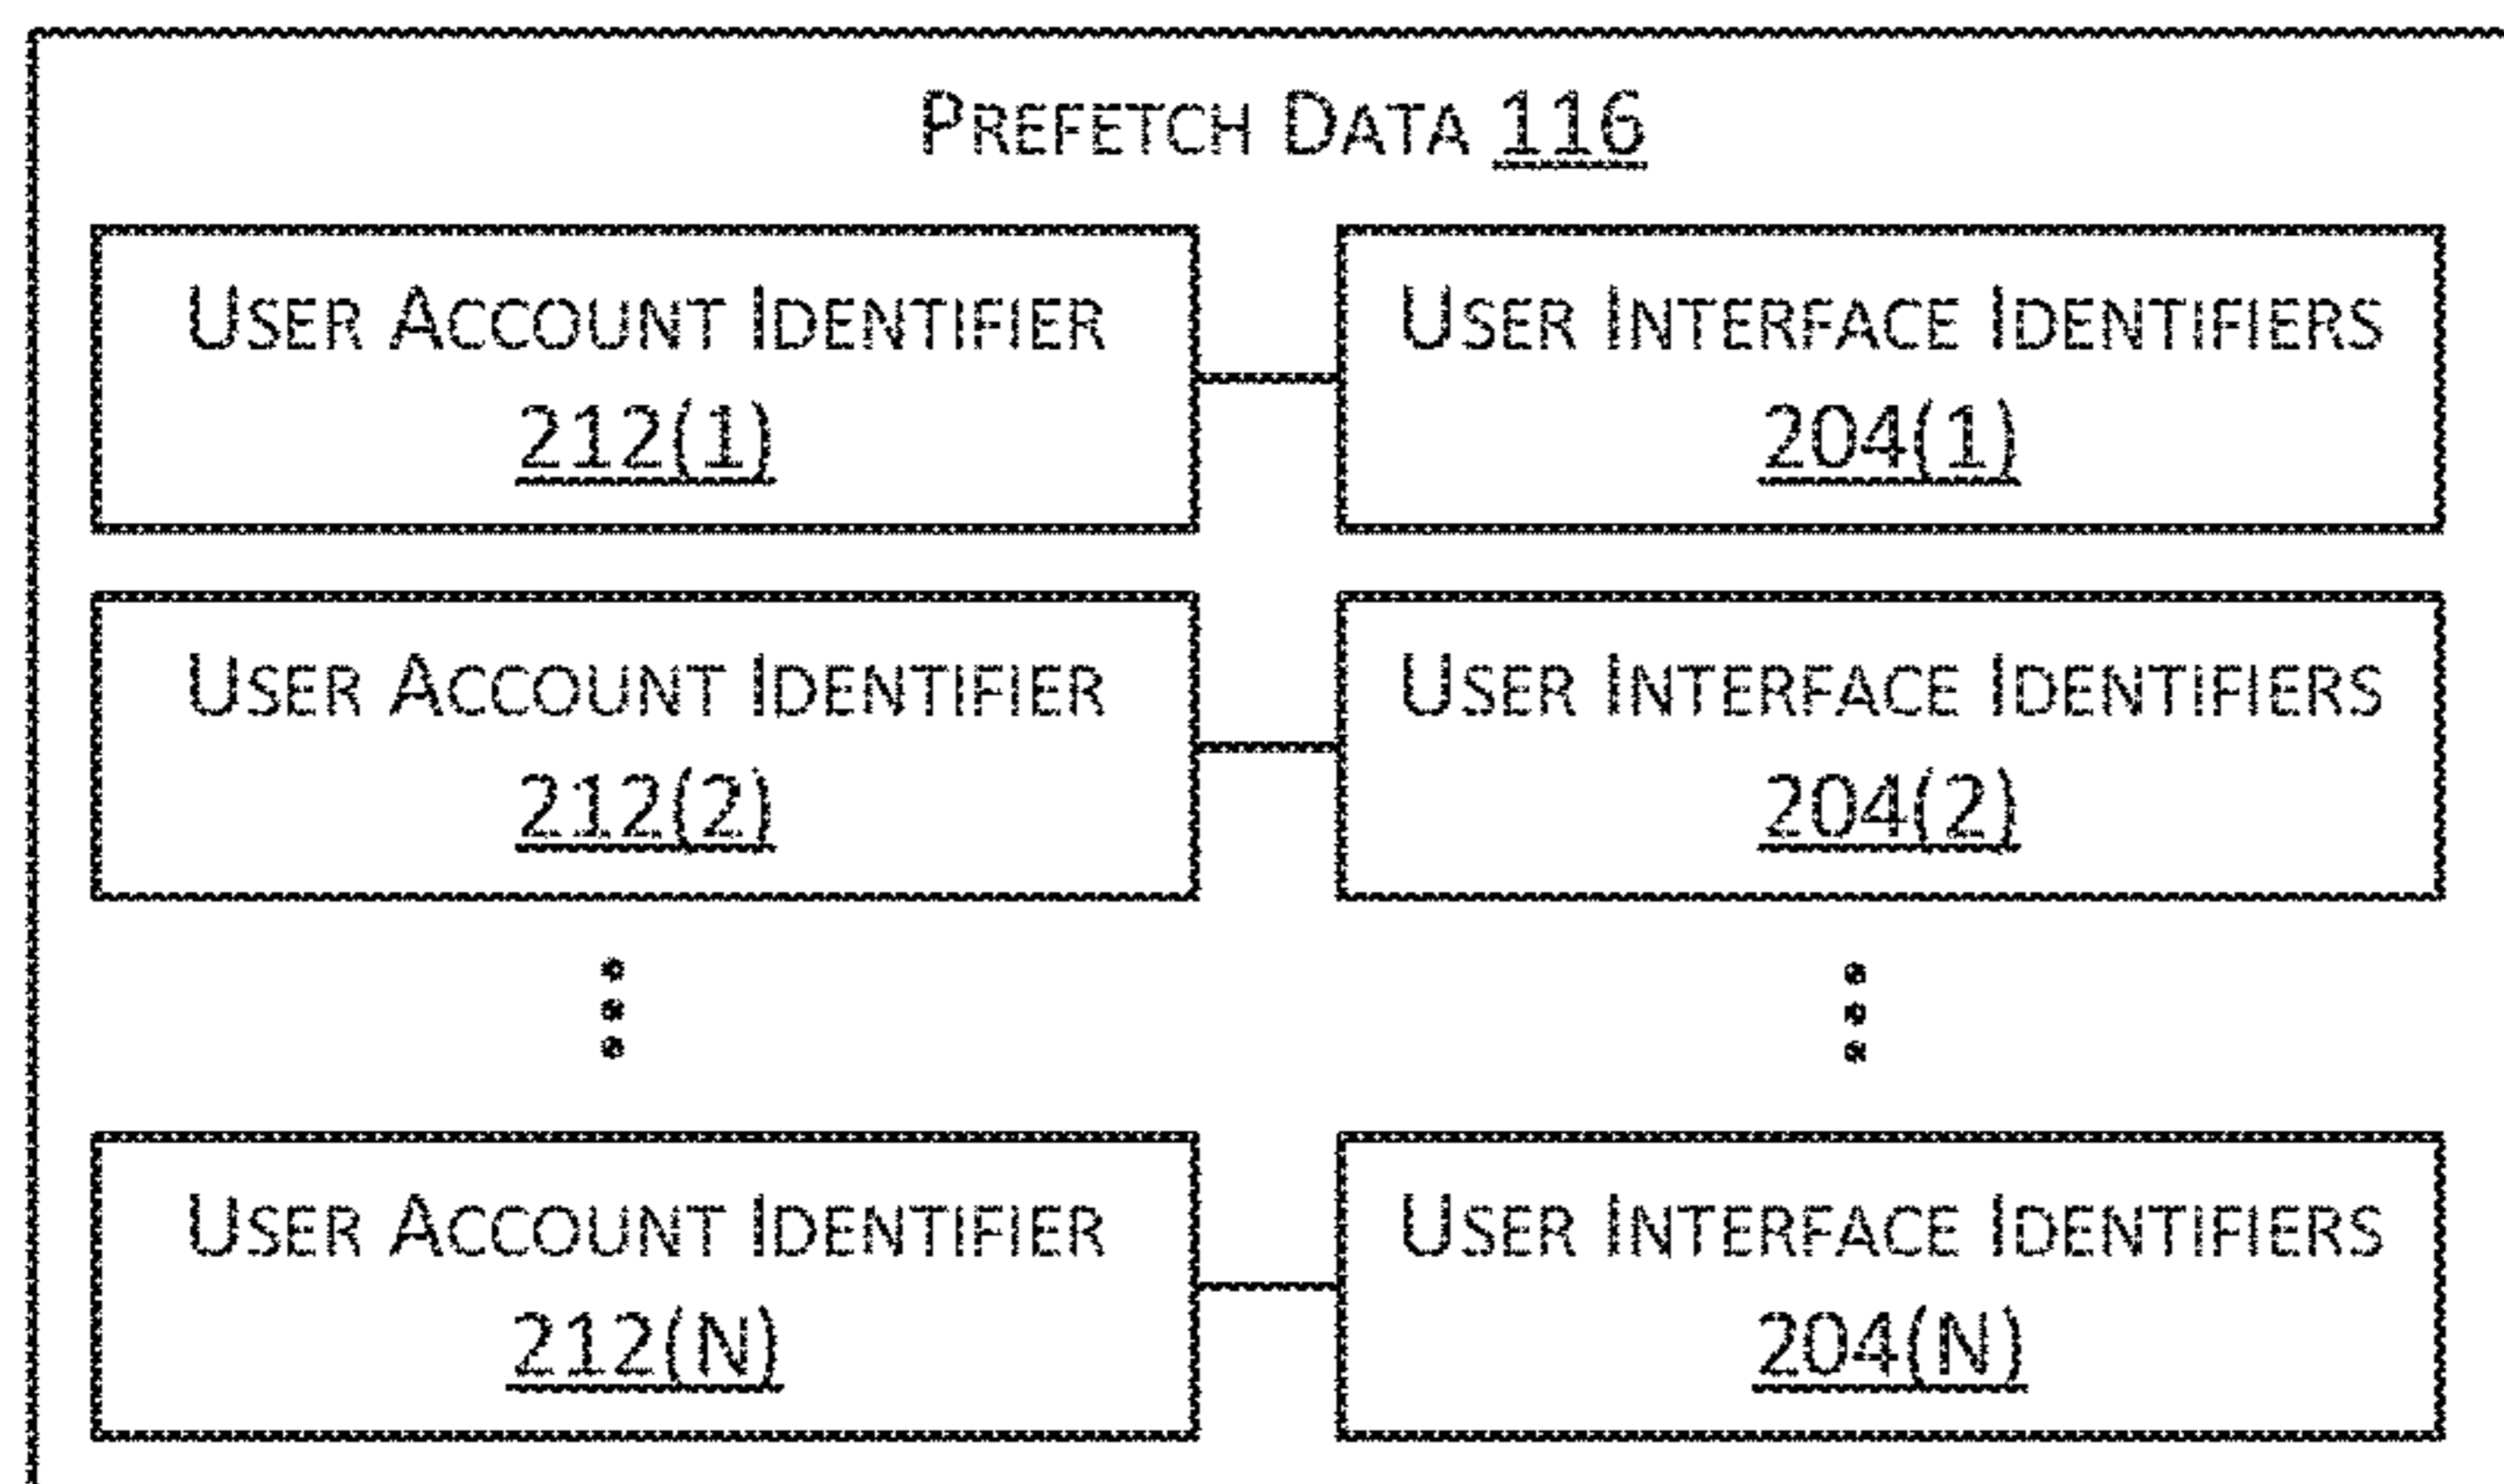 PREFETCH DATA 116
USER ACCOUNT IDENTIFIER
212(1)
USER INTERFACE IDENTIFIERS
204(1)
USER ACCOUNT IDENTIFIER
212(2)
USER INTERFACE IDENTIFIERS
204(2)
USER ACCOUNT IDENTIFIER
212(N)
USER INTERFACE IDENTIFIERS
204(N)